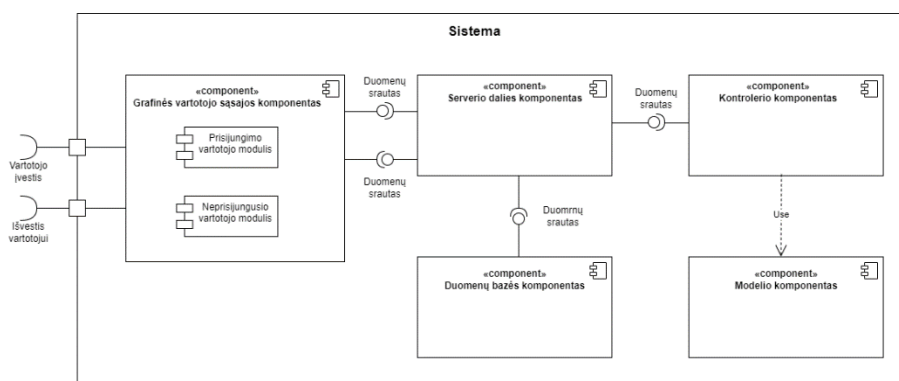 Sistema
«component»
Grafinės vartotojo sąsajos komponentas
Prisijungimo
vartotojo modulis
Neprisijungusio
vartotojo modulis
Vartotojo
įvestis
Išvestis
vartotojui
Duomenų
srautas
Duomenų
srautas
«component»
Serverio dalies komponentas
Duomenų
srautas
«component»
Kontrolerio komponentas
Duomrnų
srautas
Use
«component»
Duomenų bazės komponentas
«component»
Modelio komponentas